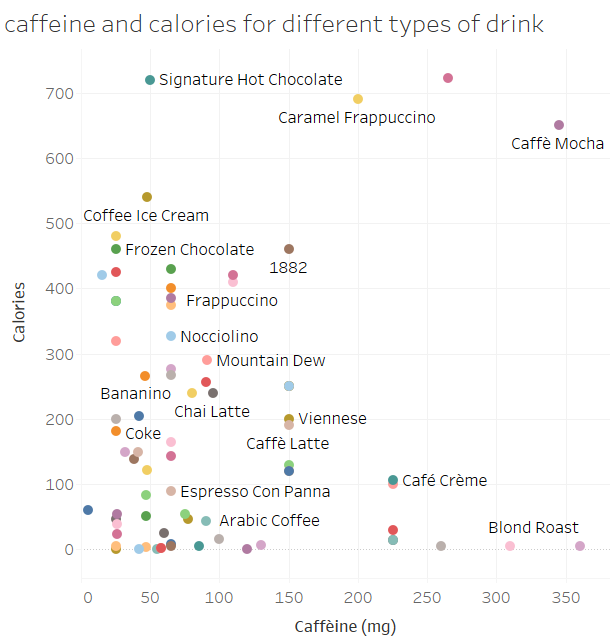 caffeine and calories for different types of drink
Signature Hot Chocolate
Caramel Frappuccino
Caffè Mocha
Coffee Ice Cream
Frozen Chocolate
1882
Frappuccino
Nocciolino
Mountain Dew
Bananino
Chai Latte
Viennese
Coke
Caffè Latte
Café Crème
Espresso Con Panna
Arabic Coffee
Blond Roast
Calories
700
600
500
400
300
200
100
0
0 50 100 150 200 250 300 350
Caffèine (mg)